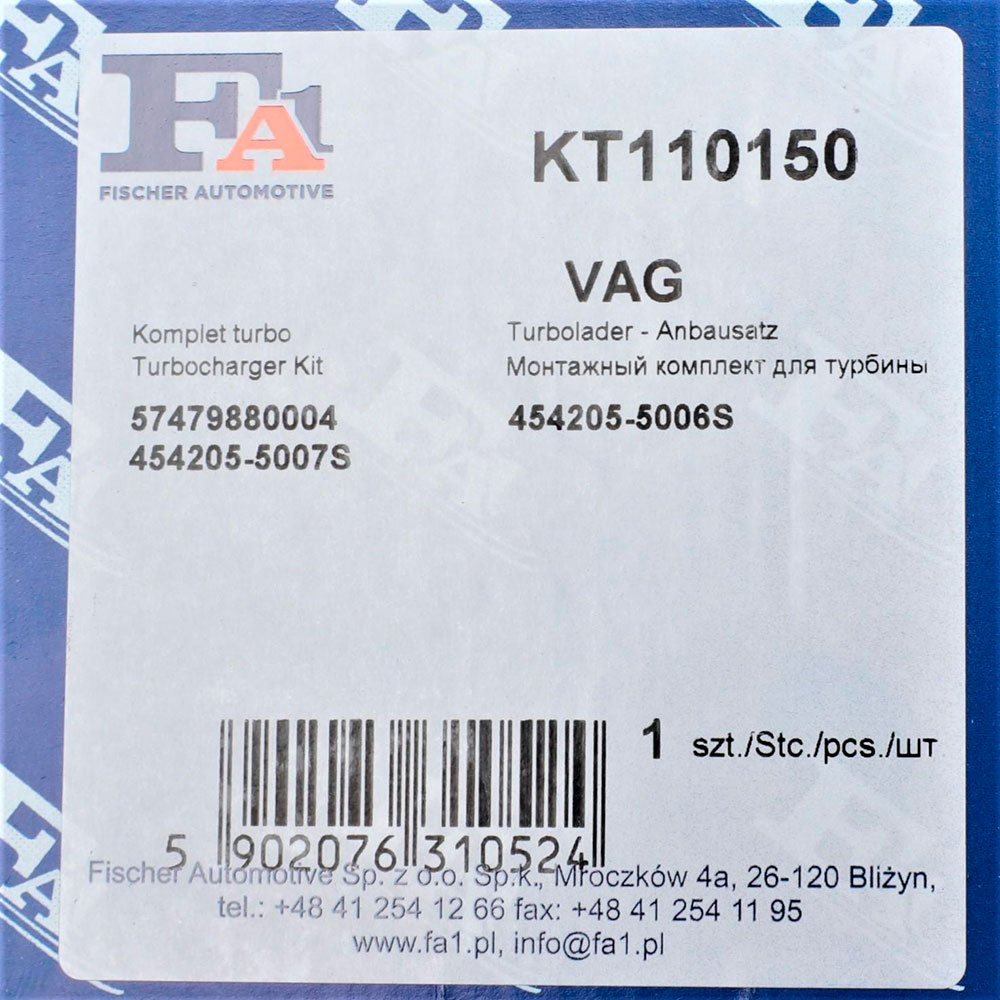 FA1
FISCHER AUTOMOTIVE
KT110150
VAG
Komplet turbo
Turbocharger Kit
Turbolader - Anbausatz
Монтажный комплект для турбины
57479880004
454205-5006S
454205-5007S
1 szt./Stc./pcs./шт
5 902076 310524
Fischer Automotive Sp. z o.o. Sp.k., Mroczków 4a, 26-120 Bliżyn,
tel.: +48 41 254 12 66 fax: +48 41 254 11 95
www.fa1.pl, info@fa1.pl